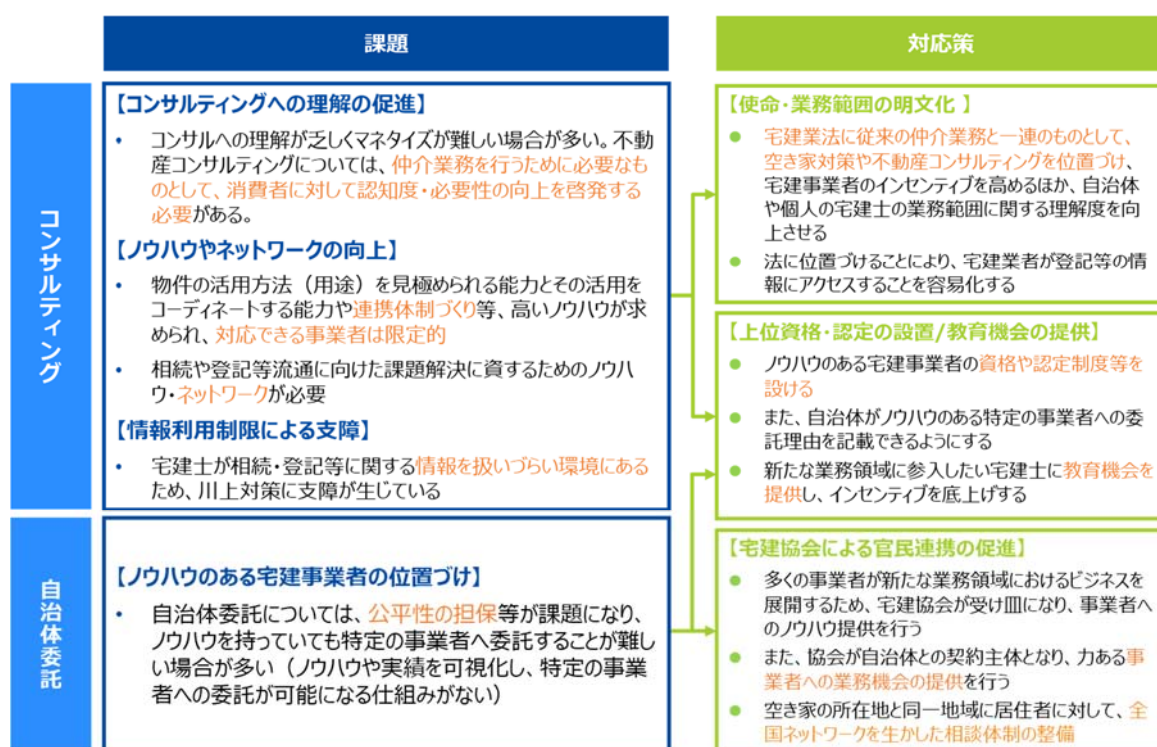 課題
対応策
コンサルティング
【コンサルティングへの理解の促進】
• コンサルへの理解が乏しくマネタイズが難しい場合が多い。不動
産コンサルティングについては、仲介業務を行うために必要なも
のとして、消費者に対して認知度・必要性の向上を啓発する
必要がある。
【ノウハウやネットワークの向上】
• 物件の活用方法（用途）を見極められる能力とその活用を
コーディネートする能力や連携体制づくり等、高いノウハウが求
められ、対応できる事業者は限定的
• 相続や登記等流通に向けた課題解決に資するためのノウハ
ウ・ネットワークが必要
【情報利用制限による支障】
• 宅建士が相続・登記等に関する情報を扱いづらい環境にある
ため、川上対策に支障が生じている
自治体委託
【ノウハウのある宅建事業者の位置づけ】
• 自治体委託については、公平性の担保等が課題になり、
ノウハウを持っていても特定の事業者へ委託することが難し
い場合が多い（ノウハウや実績を可視化し、特定の事業
者への委託が可能になる仕組みがない）
【使命・業務範囲の明文化 】
● 宅建業法に従来の仲介業務と一連のものとして、
空き家対策や不動産コンサルティングを位置づけ、
宅建事業者のインセンティブを高めるほか、自治体
や個人の宅建士の業務範囲に関する理解度を向
上させる
● 法に位置づけることにより、宅建業者が登記等の情
報にアクセスすることを容易化する
【上位資格・認定の設置/教育機会の提供】
● ノウハウのある宅建事業者の資格や認定制度等を
設ける
● また、自治体がノウハウのある特定の事業者への委
託理由を記載できるようにする
● 新たな業務領域に参入したい宅建士に教育機会を
提供し、インセンティブを底上げする
【宅建協会による官民連携の促進】
● 多くの事業者が新たな業務領域におけるビジネスを
展開するため、宅建協会が受け皿になり、事業者へ
のノウハウ提供を行う
● また、協会が自治体との契約主体となり、力ある事
業者への業務機会の提供を行う
● 空き家の所在地と同一地域に居住者に対して、全
国ネットワークを生かした相談体制の整備